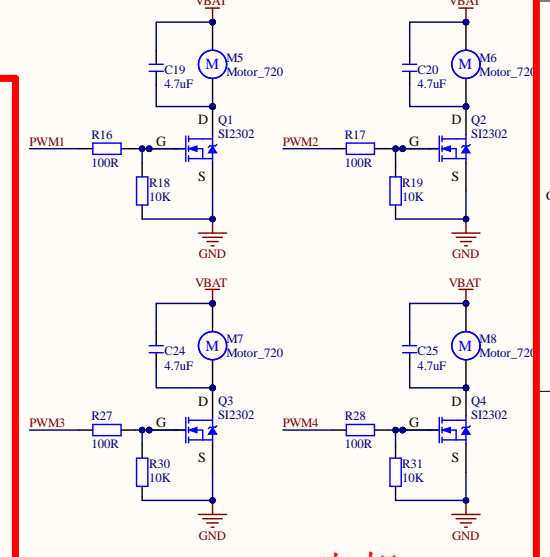 VBAT
VBAT
C19
4.7uF
M
M5
Motor_720
C20
4.7uF
M
M6
Motor_720
D
Q1
SI2302
D
Q2
SI2302
PWM1
R16
100R
G
PWM2
R17
100R
G
S
S
R18
10K
R19
10K
GND
GND
VBAT
VBAT
C24
4.7uF
M
M7
Motor_720
C25
4.7uF
M
M8
Motor_720
D
Q3
SI2302
D
Q4
SI2302
PWM3
R27
100R
G
PWM4
R28
100R
G
S
S
R30
10K
R31
10K
GND
GND